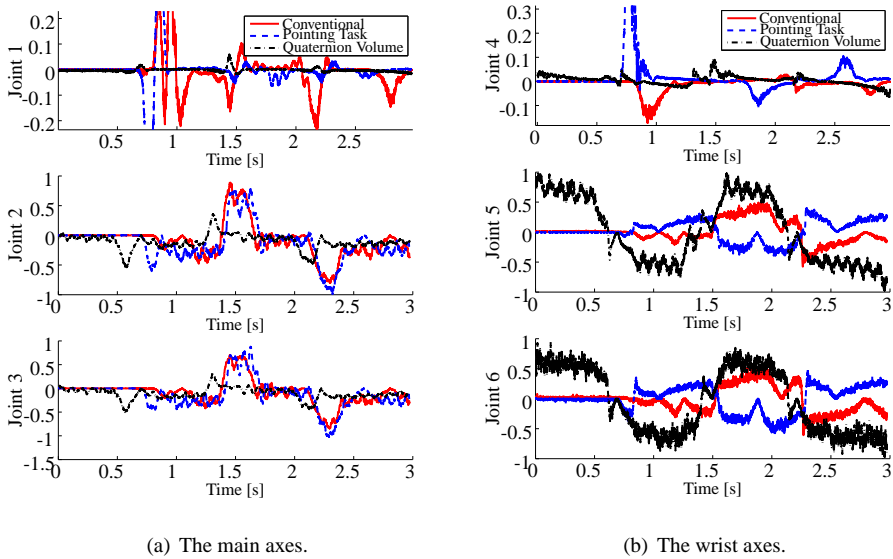 Conventional
Pointing Task
Quaternion Volume
Joint 1
0.2
0.1
0
-0.1
-0.2
0.5 1 1.5 2 2.5
Time [s]
Joint 2
1
0.5
0
-0.5
-1
0 0.5 1 1.5 2 2.5 3
Time [s]
Joint 3
1
0.5
0
-0.5
-1
-1.5
0 0.5 1 1.5 2 2.5 3
Time [s]
(a) The main axes.
Conventional
Pointing Task
Quaternion Volume
Joint 4
0.3
0.2
0.1
0
0.1
0 0.5 1 1.5 2 2.5
Time [s]
Joint 5
1
0.5
0
-0.5
-1
0 0.5 1 1.5 2 2.5 3
Time [s]
Joint 6
1
0.5
0
-0.5
-1
0 0.5 1 1.5 2 2.5 3
Time [s]
(b) The wrist axes.